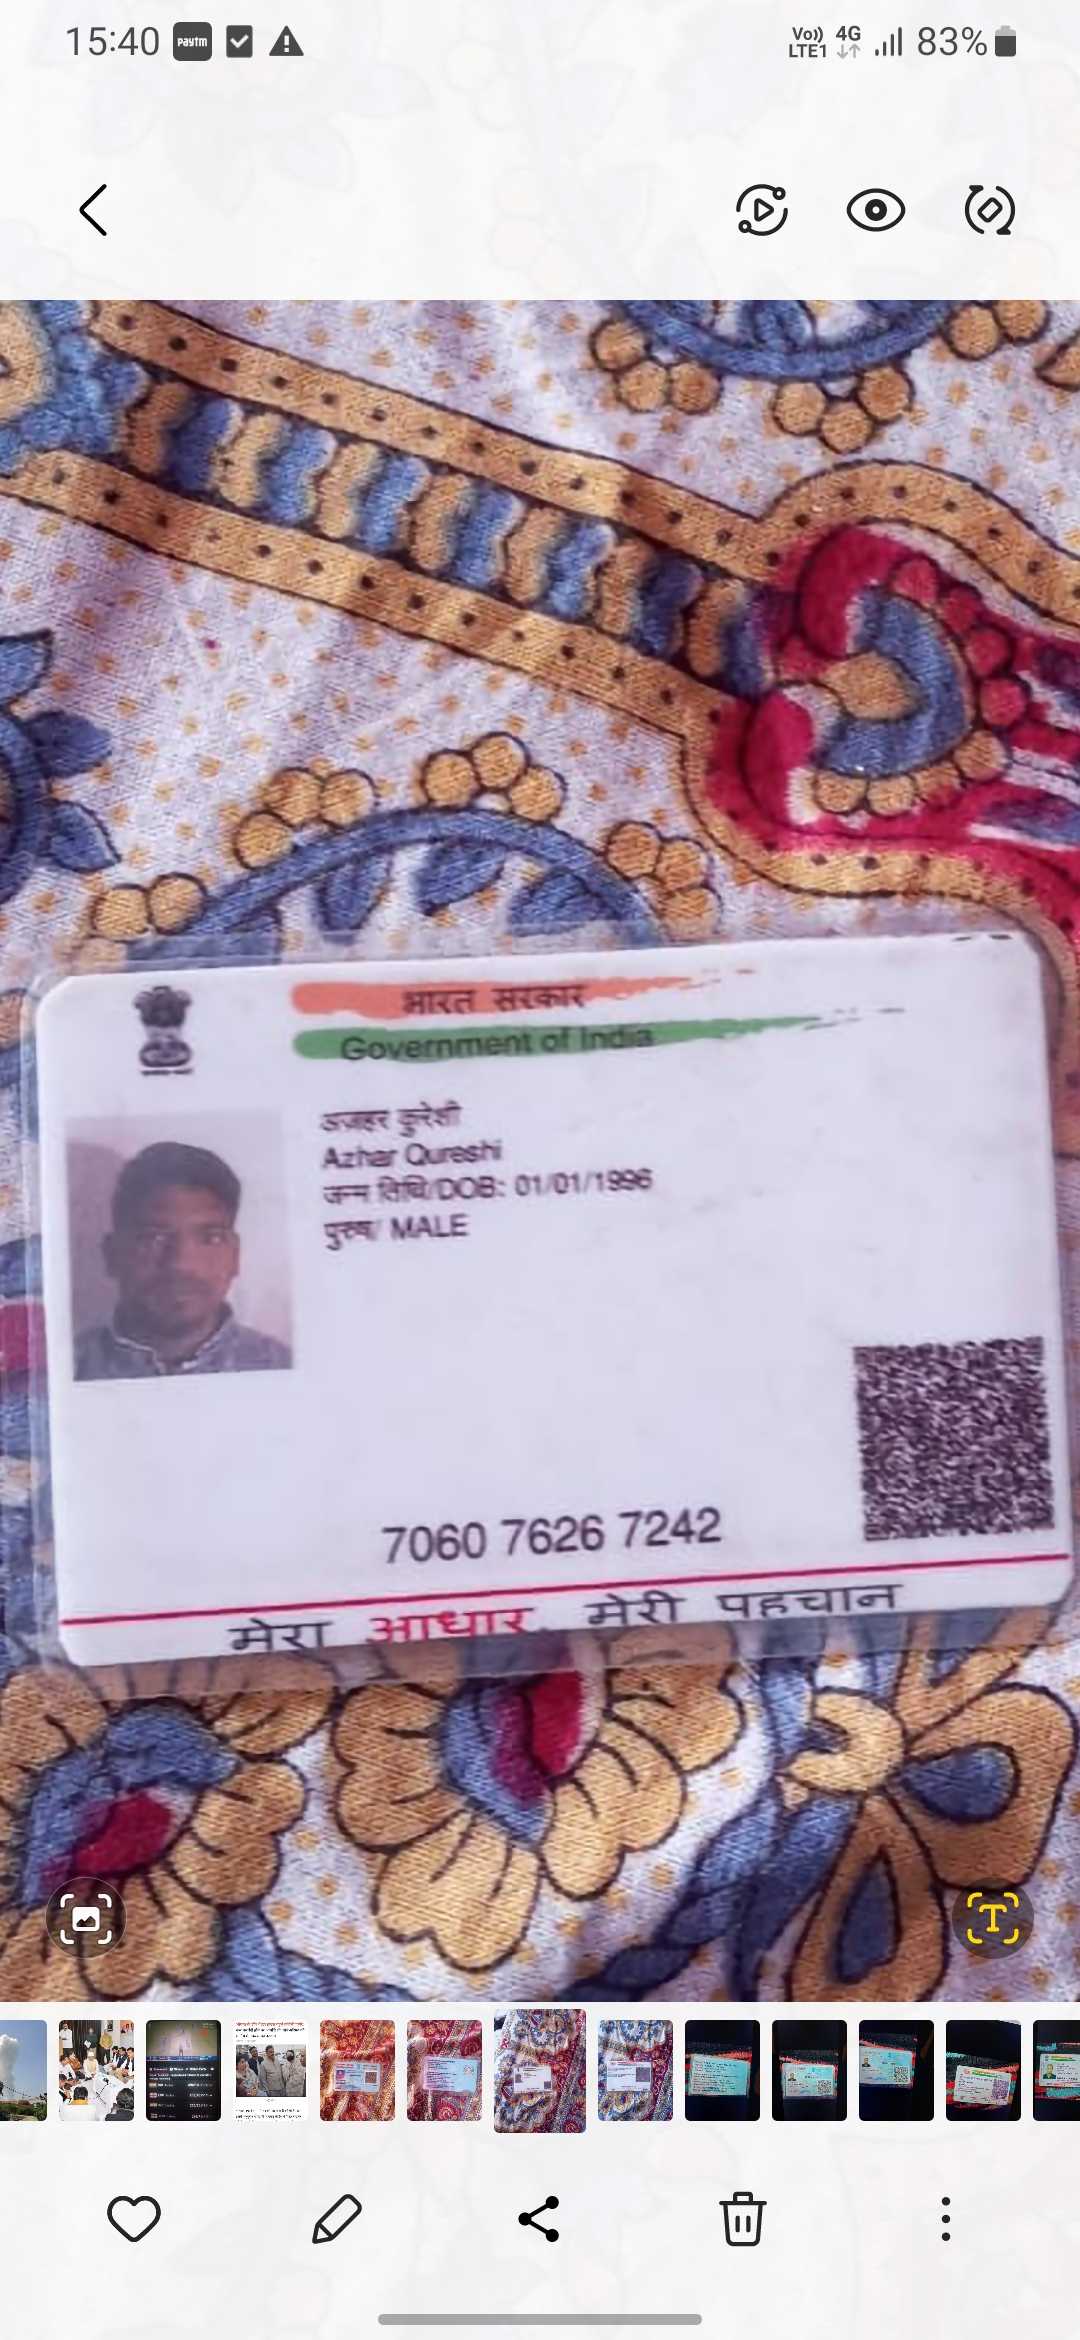 15:40 paytm Vo)) LTE1 4G 83%
भारत सरकार
Government of India
अजहर कुरेशी
Azhar Qureshi
जन्म तिथि/DOB: 01/01/1996
पुरुष/ MALE
7060 7626 7242
मेरा आधार, मेरी पहचान
T